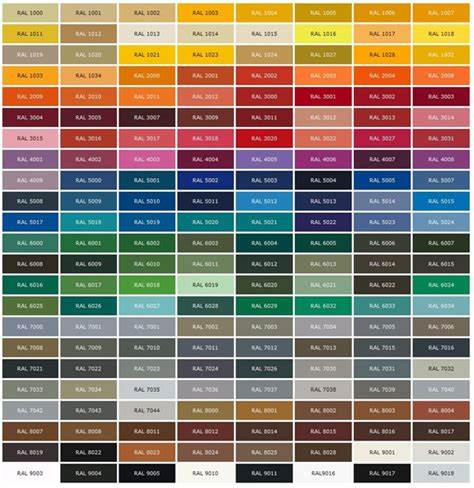 RAL 1000 RAL 1001 RAL 1002 RAL 1003 RAL 1004 RAL 1005 RAL 1006 RAL 1007
RAL 1011 RAL 1012 RAL 1013 RAL 1014 RAL 1015 RAL 1016 RAL 1017 RAL 1018
RAL 1019 RAL 1020 RAL 1021 RAL 1023 RAL 1024 RAL 1027 RAL 1028 RAL 1032
RAL 1033 RAL 1034 RAL 2000 RAL 2001 RAL 2002 RAL 2003 RAL 2004 RAL 2008
RAL 2009 RAL 2010 RAL 2011 RAL 2012 RAL 3000 RAL 3001 RAL 3002 RAL 3003
RAL 3004 RAL 3005 RAL 3007 RAL 3009 RAL 3011 RAL 3012 RAL 3013 RAL 3014
RAL 3015 RAL 3016 RAL 3017 RAL 3018 RAL 3020 RAL 3022 RAL 3027 RAL 3031
RAL 4001 RAL 4002 RAL 4003 RAL 4004 RAL 4005 RAL 4006 RAL 4007 RAL 4008
RAL 4009 RAL 5000 RAL 5001 RAL 5002 RAL 5003 RAL 5004 RAL 5005 RAL 5007
RAL 5008 RAL 5009 RAL 5010 RAL 5011 RAL 5012 RAL 5013 RAL 5014 RAL 5015
RAL 5017 RAL 5018 RAL 5019 RAL 5020 RAL 5021 RAL 5022 RAL 5023 RAL 5024
RAL 6000 RAL 6001 RAL 6002 RAL 6003 RAL 6004 RAL 6005 RAL 6006 RAL 6007
RAL 6008 RAL 6009 RAL 6010 RAL 6011 RAL 6012 RAL 6013 RAL 6014 RAL 6015
RAL 6016 RAL 6017 RAL 6018 RAL 6019 RAL 6020 RAL 6021 RAL 6022 RAL 6024
RAL 6025 RAL 6026 RAL 6027 RAL 6028 RAL 6029 RAL 6032 RAL 6033 RAL 6034
RAL 7000 RAL 7001 RAL 7002 RAL 7003 RAL 7004 RAL 7005 RAL 7006
RAL 7008 RAL 7009 RAL 7010 RAL 7011 RAL 7012 RAL 7013 RAL 7015 RAL 7016
RAL 7021 RAL 7022 RAL 7023 RAL 7024 RAL 7026 RAL 7030 RAL 7031 RAL 7032
RAL 7033 RAL 7034 RAL 7035 RAL 7036 RAL 7037 RAL 7038 RAL 7039 RAL 7040
RAL 7042 RAL 7043 RAL 7044 RAL 8000 RAL 8001 RAL 8002 RAL 8003 RAL 8004
RAL 8007 RAL 8008 RAL 8011 RAL 8012 RAL 8014 RAL 8015 RAL 8016 RAL 8017
RAL 8019 RAL 8022 RAL 8023 RAL 8024 RAL 8025 RAL 8028 RAL 9001 RAL 9002
RAL 9003 RAL 9004 RAL 9005 RAL 9010 RAL 9011 RAL9016 RAL 9017 RAL 9018